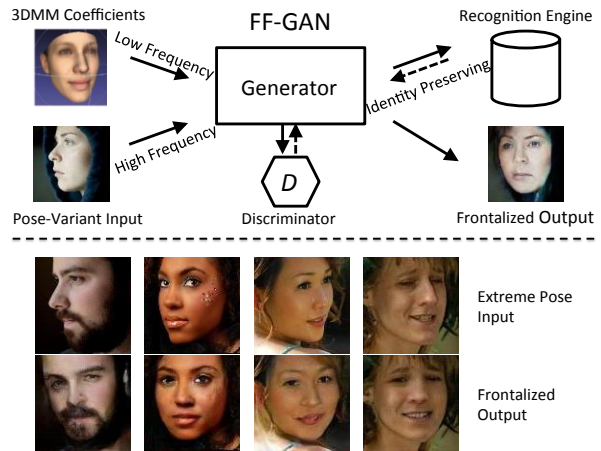 3DMM Coefficients
FF-GAN
Recognition Engine
Low Frequency
Generator
Identity Preserving
High Frequency
D
Pose-Variant Input
Discriminator
Frontalized Output
Extreme Pose
Input
Frontalized
Output